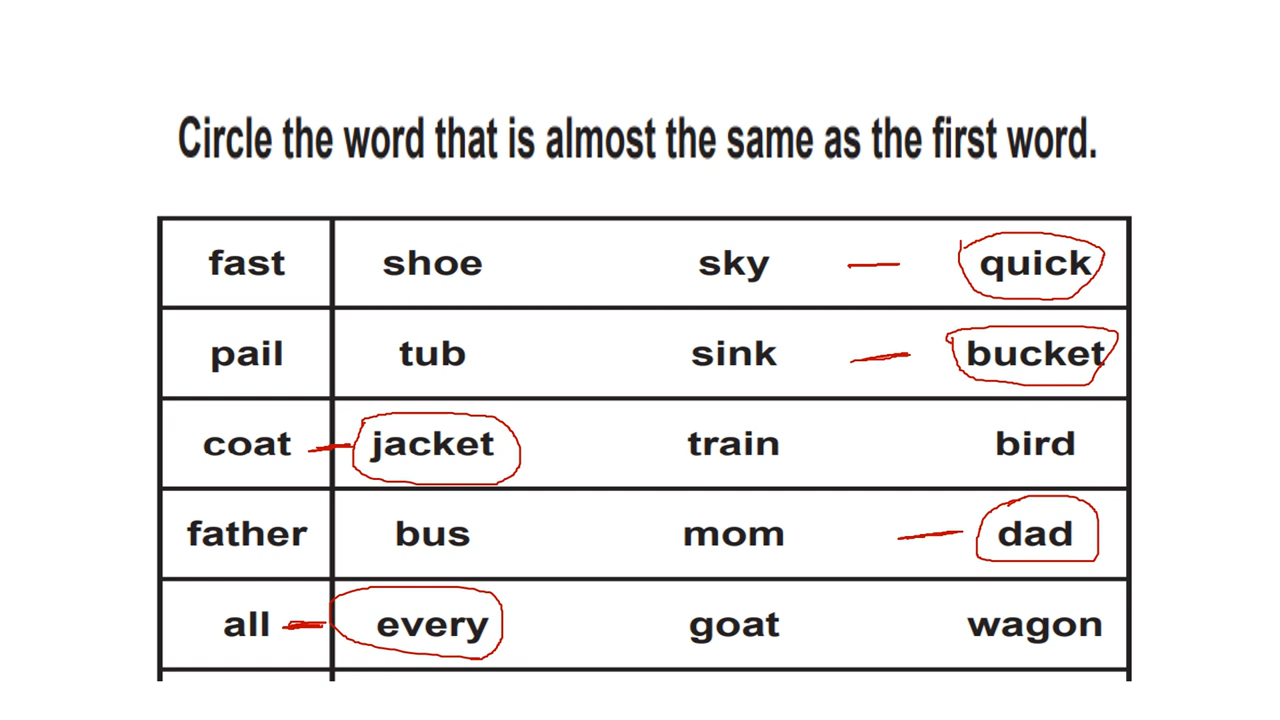 Circle the word that is almost the same as the first word.
fast shoe sky quick
pail tub sink bucket
coat jacket train bird
father bus mom dad
all every goat wagon